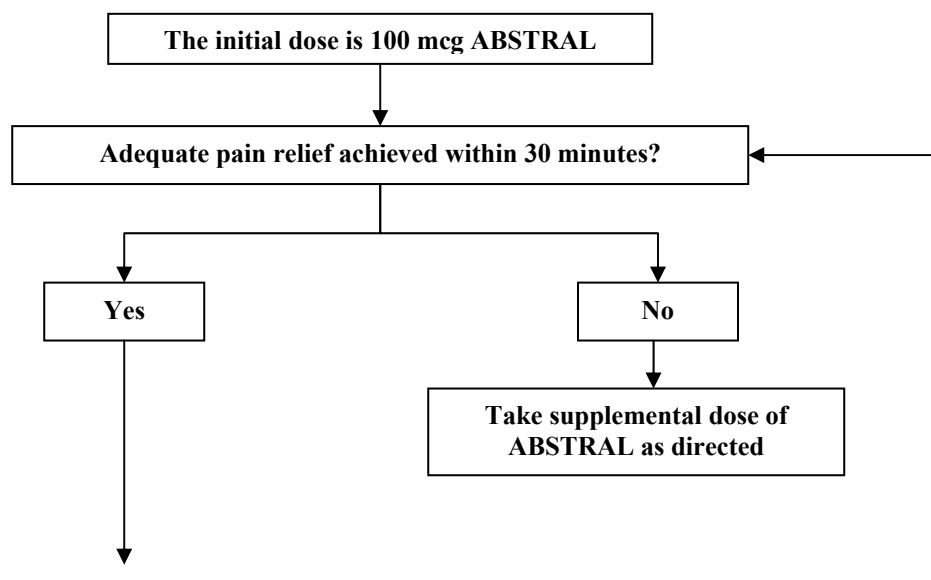 The initial dose is 100 mcg ABSTRAL
Adequate pain relief achieved within 30 minutes?
Yes
No
Take supplemental dose of
ABSTRAL as directed